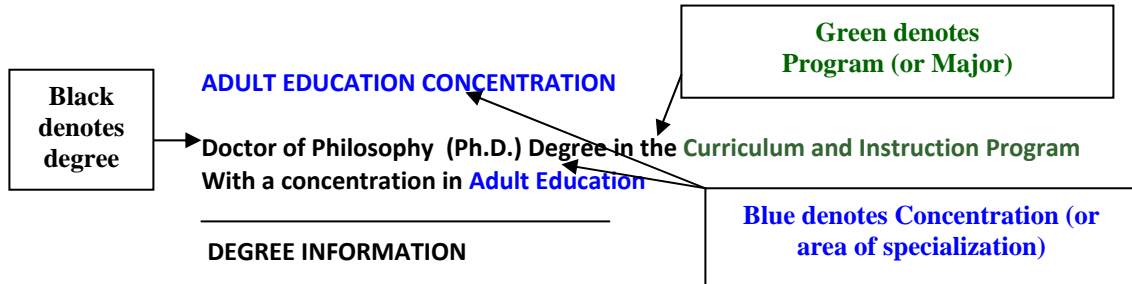 Green denotes
Program (or Major)
ADULT EDUCATION CONCENTRATION
Black
denotes
degree
Doctor of Philosophy (Ph.D.) Degree in the Curriculum and Instruction Program
With a concentration in Adult Education
Blue denotes Concentration (or
area of specialization)
DEGREE INFORMATION